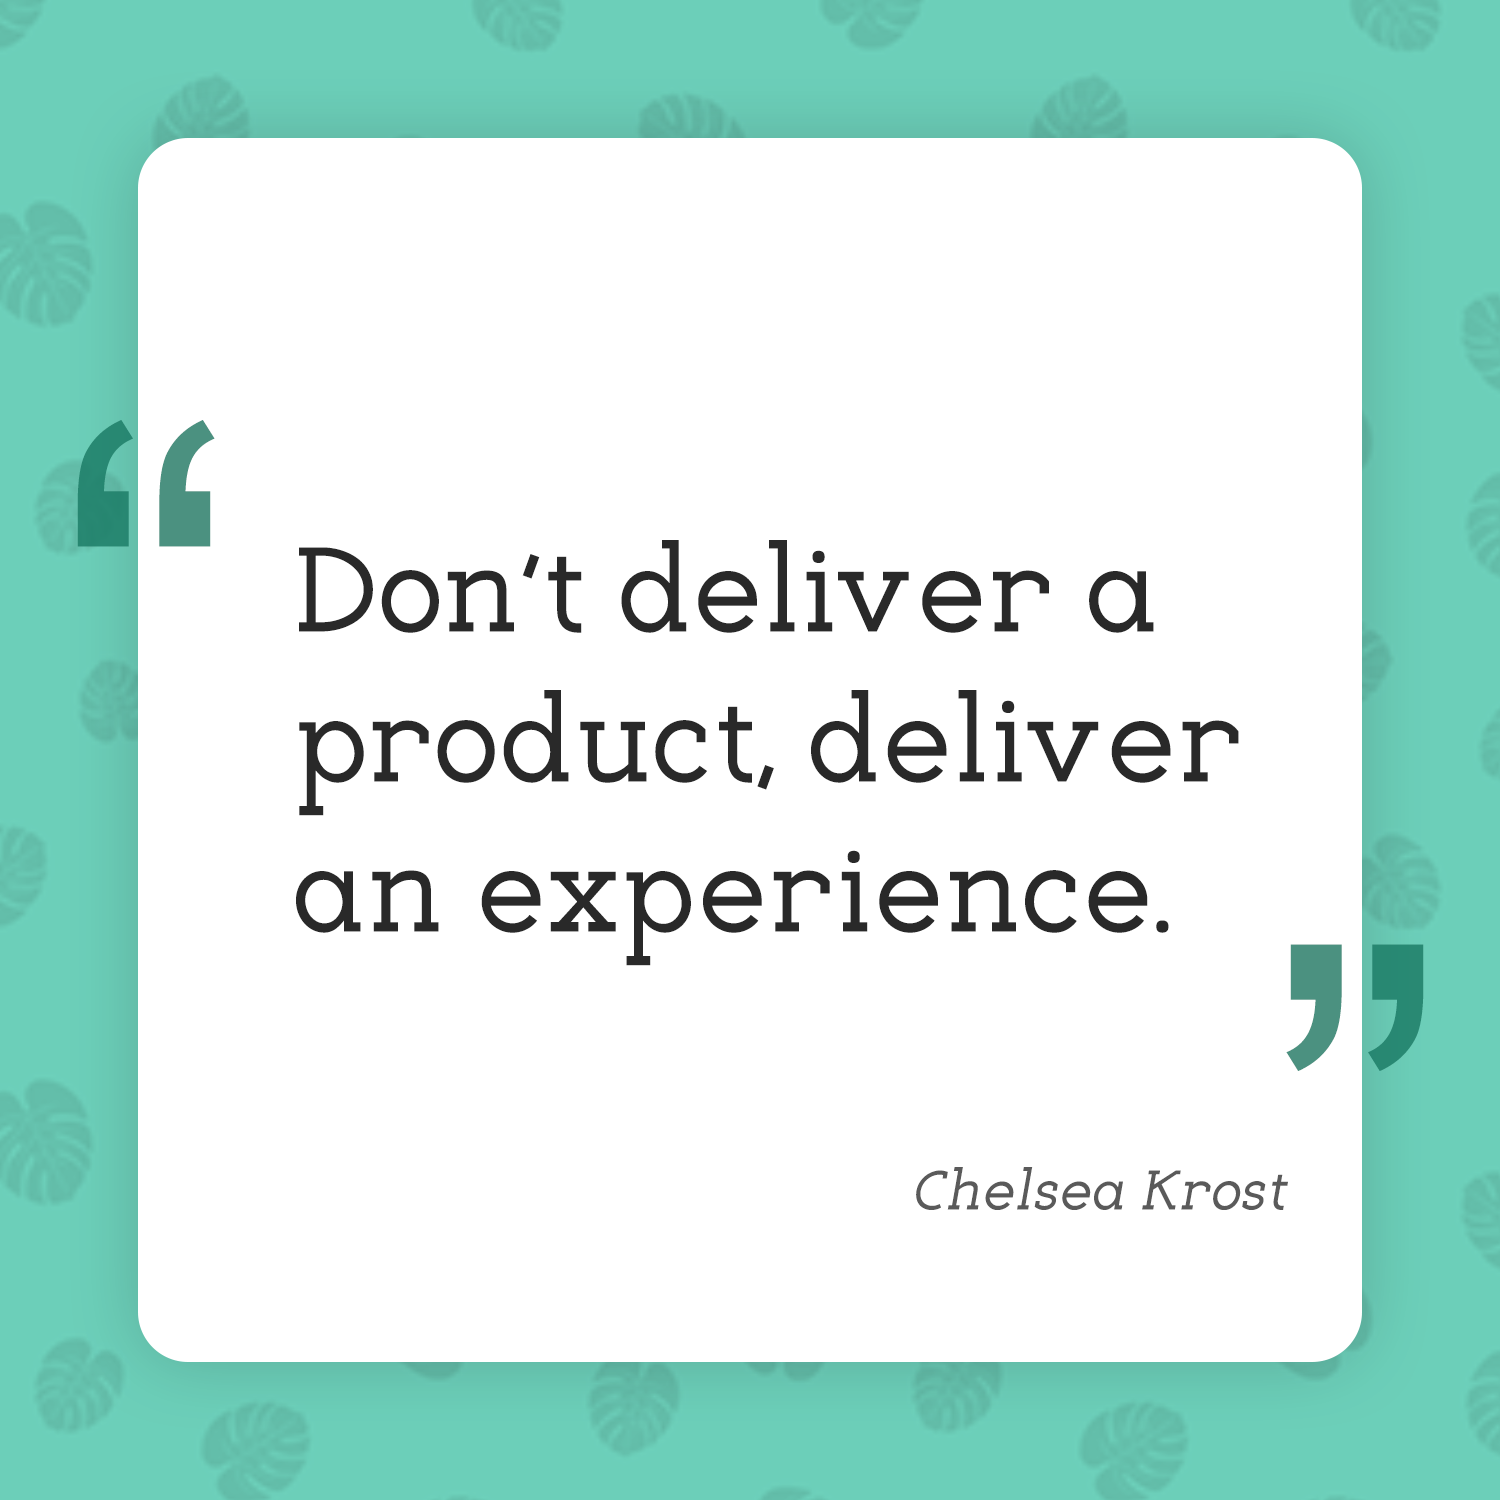 “
Don’t deliver a
product, deliver
an experience.
”
Chelsea Krost